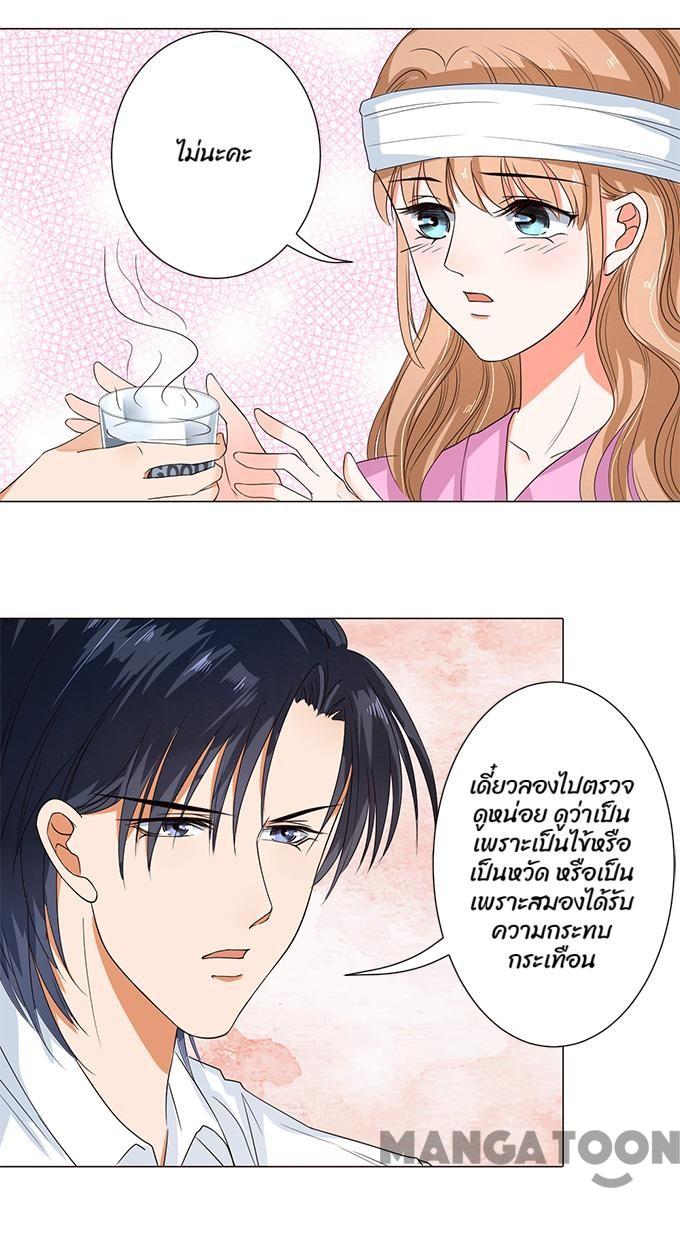 ไม่นะคะ
เดี๋ยวลองไปตรวจ
ดูหน่อย ดูว่าเป็น
เพราะเป็นไข้หรือ
เป็นหวัด หรือเป็น
เพราะสมองได้รับ
ความกระทบ
กระเทือน
MANGATOON